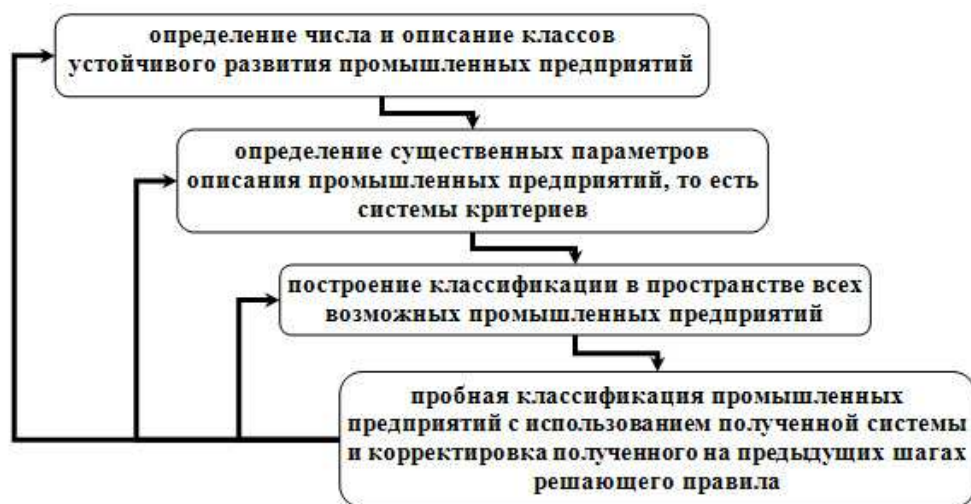 определение числа и описание классов
устойчивого развития промышленных предприятий
определение существенных параметров
описания промышленных предприятий, то есть
системы критериев
построение классификации в пространстве всех
возможных промышленных предприятий
пробная классификация промышленных
предприятий с использованием полученной системы
и корректировка полученного на предыдущих шагах
решающего правила